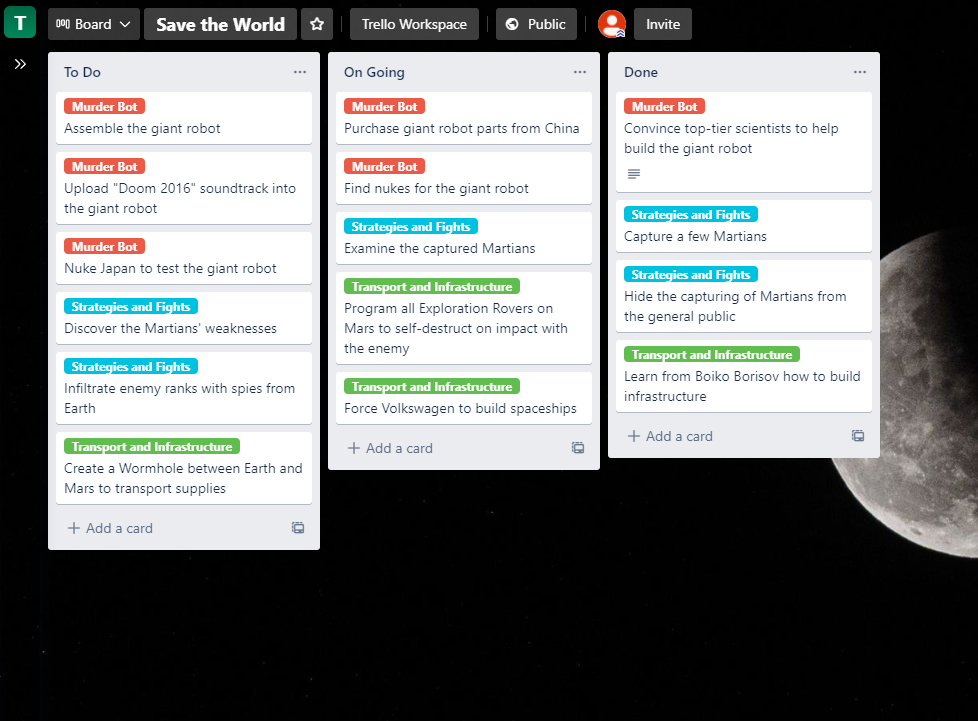 T
Board
Save the World
Trello Workspace
Public
Invite
To Do
Murder Bot
Assemble the giant robot
Murder Bot
Upload "Doom 2016" soundtrack into
the giant robot
Murder Bot
Nuke Japan to test the giant robot
Strategies and Fights
Discover the Martians' weaknesses
Strategies and Fights
Infiltrate enemy ranks with spies from
Earth
Transport and Infrastructure
Create a Wormhole between Earth and
Mars to transport supplies
Add a card
On Going
Murder Bot
Purchase giant robot parts from China
Murder Bot
Find nukes for the giant robot
Strategies and Fights
Examine the captured Martians
Transport and Infrastructure
Program all Exploration Rovers on
Mars to self-destruct on impact with
the enemy
Transport and Infrastructure
Force Volkswagen to build spaceships
Add a card
Done
Murder Bot
Convince top-tier scientists to help
build the giant robot
Strategies and Fights
Capture a few Martians
Strategies and Fights
Hide the capturing of Martians from
the general public
Transport and Infrastructure
Learn from Boiko Borisov how to build
infrastructure
Add a card